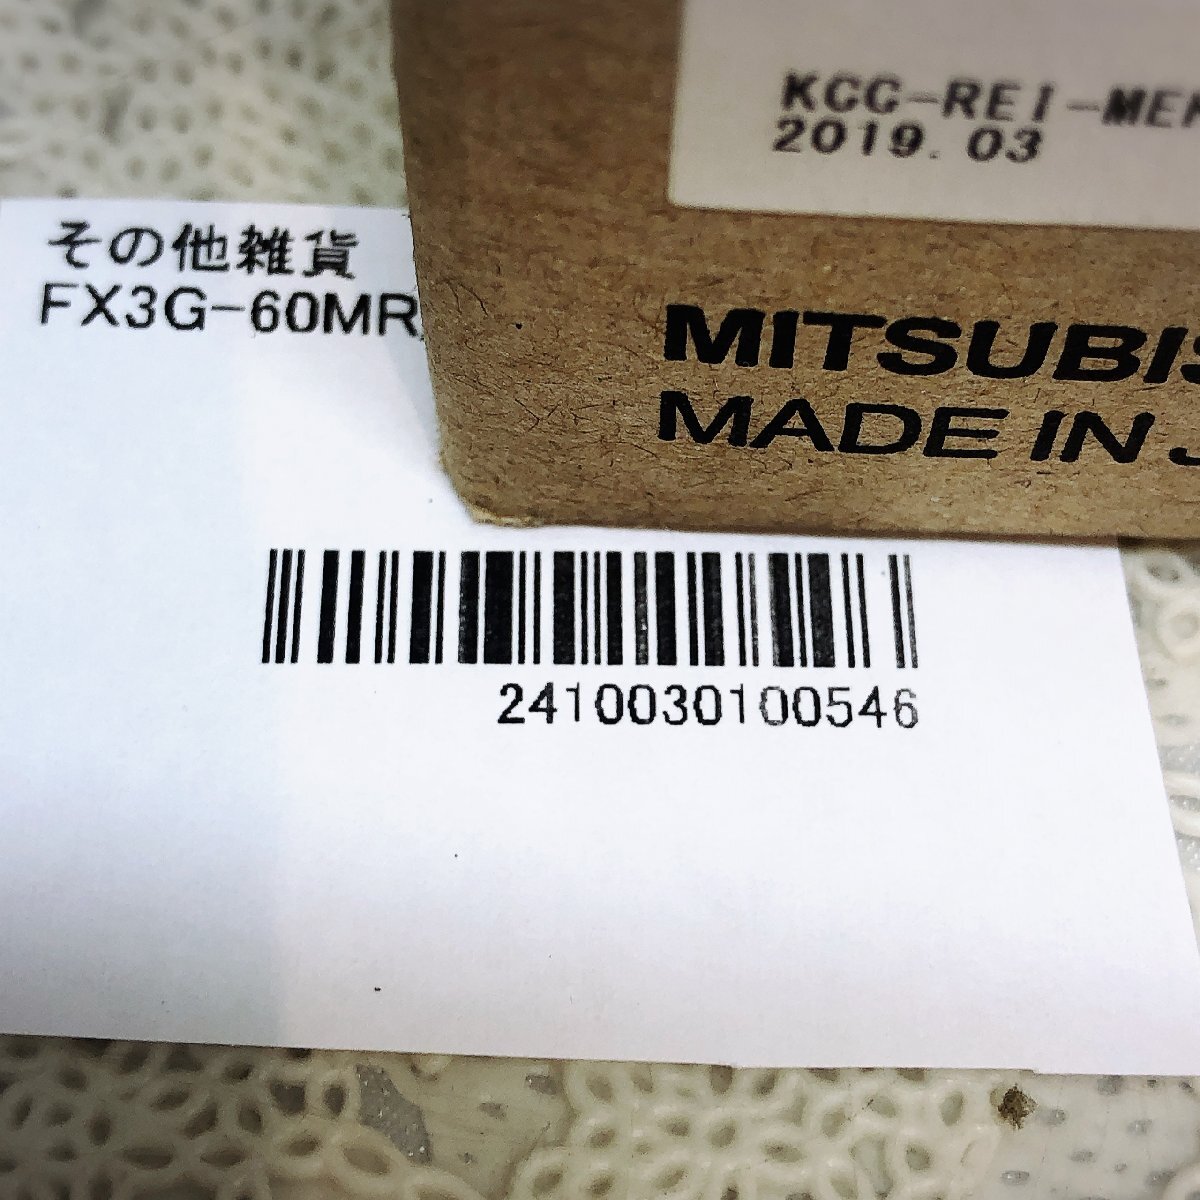 KCC-REI-MEK
2019.03
その他雑貨
FX3G-60MR
MITSUBIS
MADE IN J
2410030100546